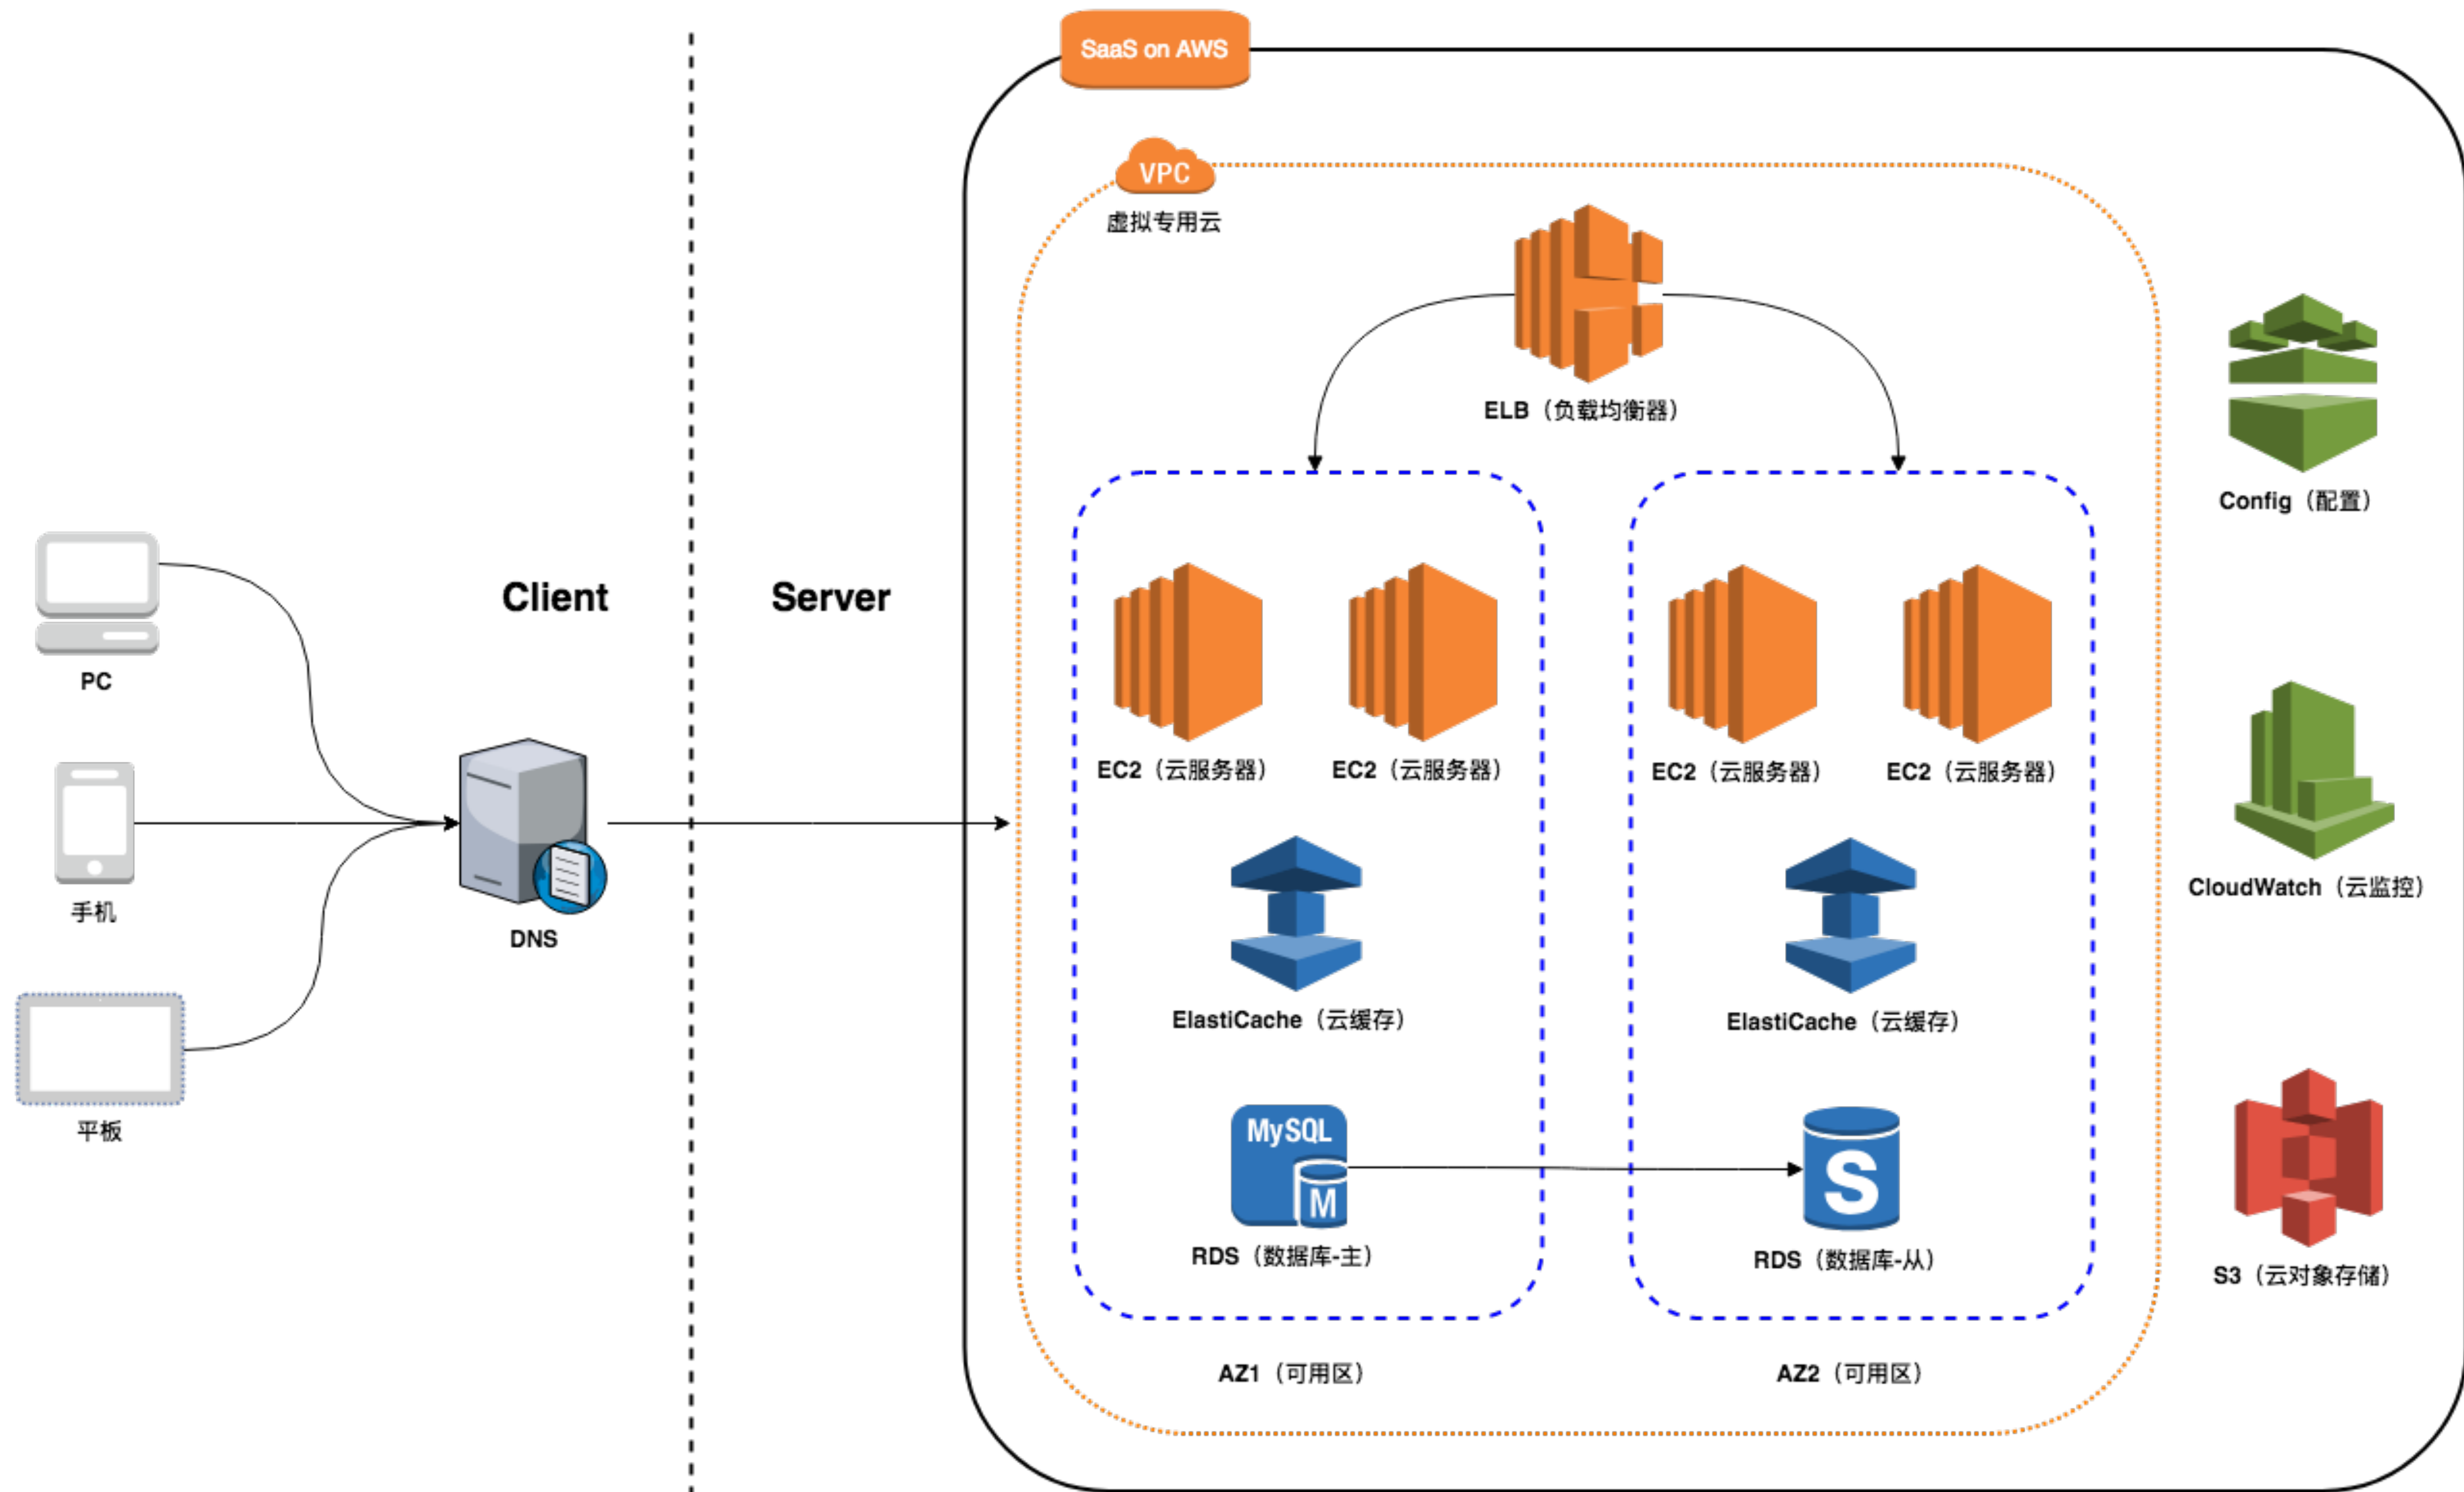 SaaS on AWS
VPC
虚拟专用云
ELB（负载均衡器）
Config（配置）
Client
Server
PC
EC2（云服务器）
EC2（云服务器）
EC2（云服务器）
EC2（云服务器）
CloudWatch（云监控）
手机
DNS
ElastiCache（云缓存）
ElastiCache（云缓存）
平板
MySQL
M
S
RDS（数据库-主）
RDS（数据库-从）
S3（云对象存储）
AZ1（可用区）
AZ2（可用区）